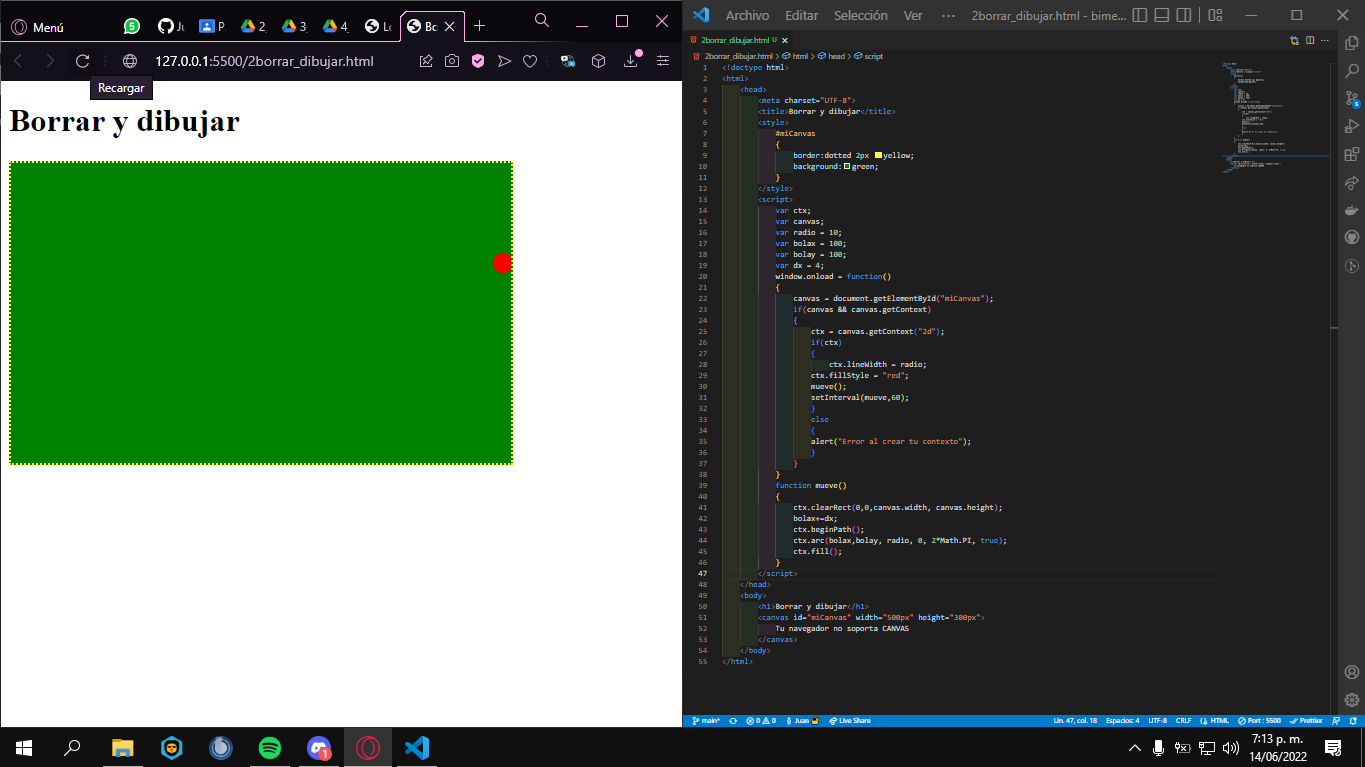 Menú
5
Ju
P
2_
3_
4_
Lo
Bo
127.0.0.1:5500/2borrar_dibujar.html
Recargar
Borrar y dibujar
Archivo Editar Selección Ver ··· 2borrar_dibujar.html - bime...
2borrar_dibujar.html U
2borrar_dibujar.html > html > head > script
1 <!doctype html>
2 <html>
3 <head>
4 <meta charset="UTF-8">
5 <title>Borrar y dibujar</title>
6 <style>
7 #miCanvas
8 {
9 border:dotted 2px yellow;
10 background: green;
11 }
12 </style>
13 <script>
14 var ctx;
15 var canvas;
16 var radio = 10;
17 var bolax = 100;
18 var bolay = 100;
19 var dx = 4;
20 window.onload = function()
21 {
22 canvas = document.getElementById("miCanvas");
23 if(canvas && canvas.getContext)
24 {
25 ctx = canvas.getContext("2d");
26 if(ctx)
27 {
28 ctx.lineWidth = radio;
29 ctx.fillStyle = "red";
30 mueve();
31 setInterval(mueve,60);
32 }
33 else
34 {
35 alert("Error al crear tu contexto");
36 }
37 }
38 }
39 function mueve()
40 {
41 ctx.clearRect(0,0,canvas.width, canvas.height);
42 bolax+=dx;
43 ctx.beginPath();
44 ctx.arc(bolax,bolay, radio, 0, 2*Math.PI, true);
45 ctx.fill();
46 }
47 </script>
48 </head>
49 <body>
50 <h1>Borrar y dibujar</h1>
51 <canvas id="miCanvas" width="500px" height="300px">
52 Tu navegador no soporta CANVAS
53 </canvas>
54 </body>
55 </html>
main* 0 0 Juan Live Share Lín. 47, col. 18 Espacios: 4 UTF-8 CRLF HTML Port : 5500 Prettier
1
7:13 p. m.
14/06/2022